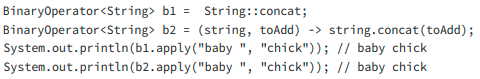 BinaryOperator<String> b1 =  String::concat;
BinaryOperator<String> b2 = (string, toAdd) -> string.concat(toAdd);
System.out.println(b1.apply("baby ", "chick")); // baby chick
System.out.println(b2.apply("baby ", "chick")); // baby chick